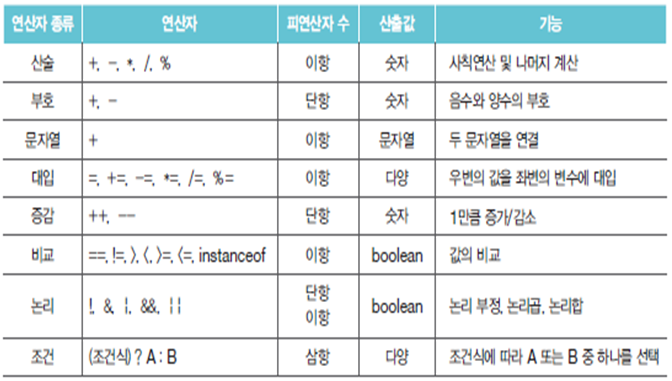 연산자 종류 연산자 피연산자 수 산출값 기능
산술 +, -, *, /, % 이항 숫자 사칙연산 및 나머지 계산
부호 +, - 단항 숫자 음수와 양수의 부호
문자열 + 이항 문자열 두 문자열을 연결
대입 =, +=, -=, *=, /=, %= 이항 다양 우변의 값을 좌변의 변수에 대입
증감 ++, -- 단항 숫자 1만큼 증가/감소
비교 ==, !=, >, <, >=, <=, instanceof 이항 boolean 값의 비교
논리 !, &, |, &&, || 단항 이항 boolean 논리 부정, 논리곱, 논리합
조건 (조건식) ? A : B 삼항 다양 조건식에 따라 A 또는 B 중 하나를 선택